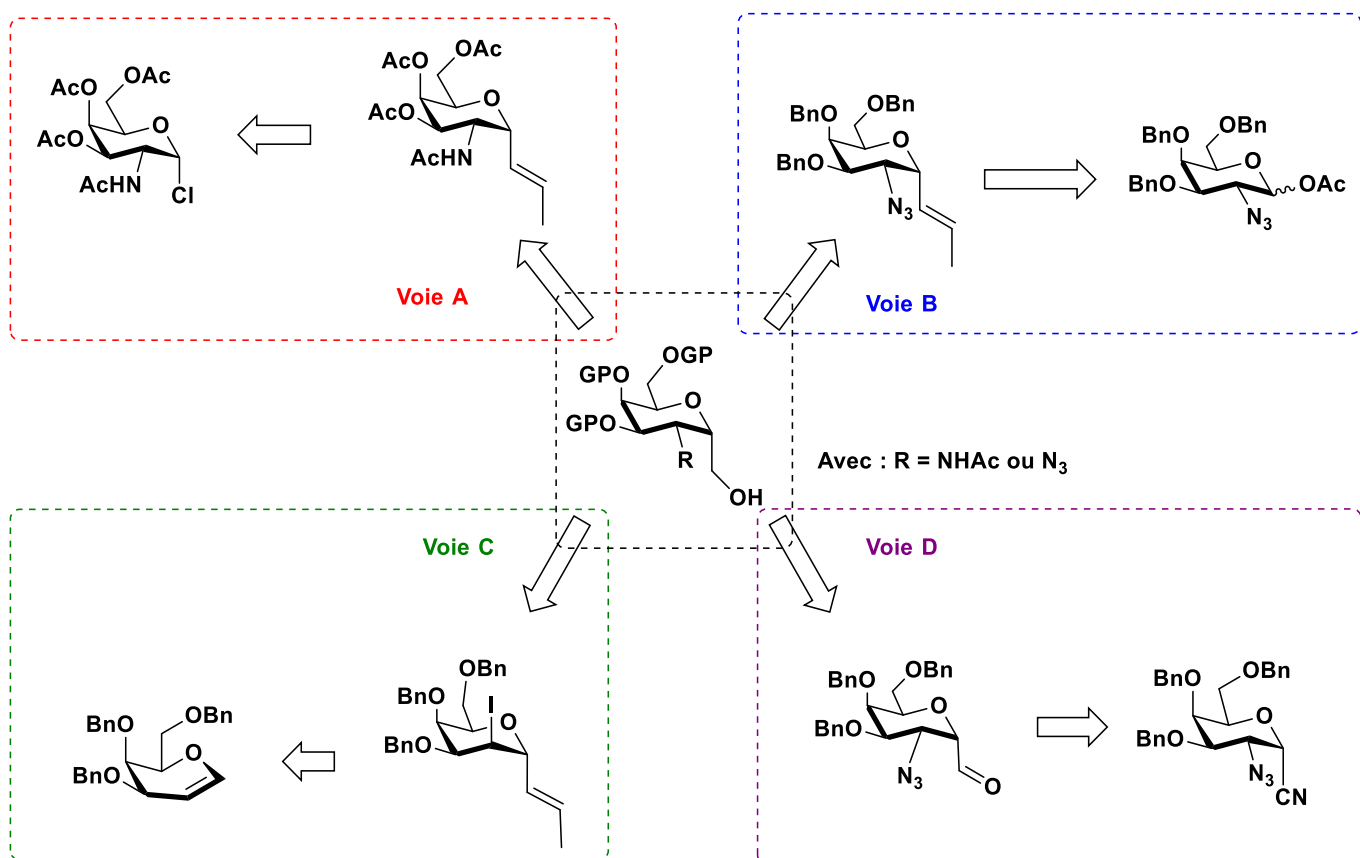 AcO OAc
AcO O
AcHN
Cl
AcO OAc
AcO O
AcHN
Voie A
BnO OBn
BnO O
N3
BnO OBn
BnO O OAc
N3
Voie B
OGP
GPO O
GPO
R
OH
Avec : R = NHAc ou N3
Voie C
BnO OBn
BnO O
OBn
BnO I O
BnO
Voie D
BnO OBn
BnO O
N3 O
BnO OBn
BnO O
N3 CN